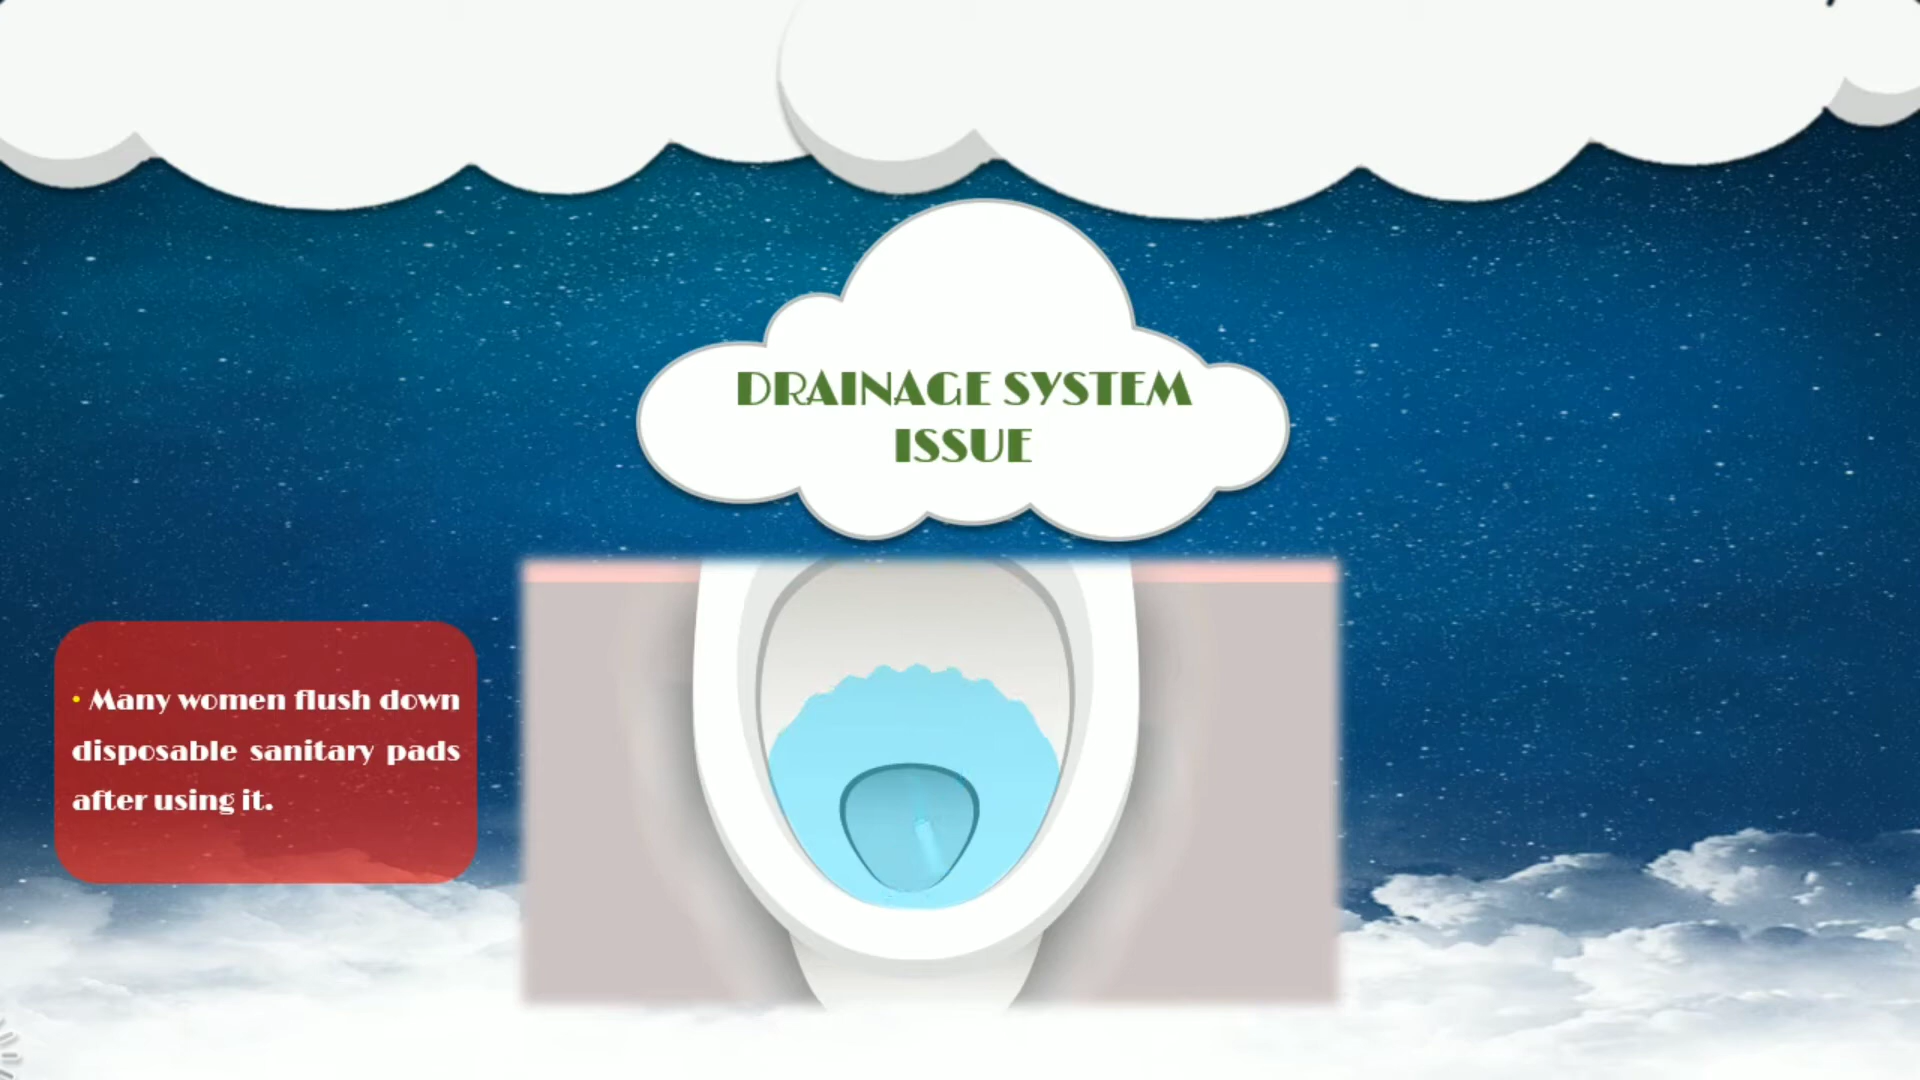 DRAINAGE SYSTEM
ISSUE
• Many women flush down
disposable sanitary pads
after using it.